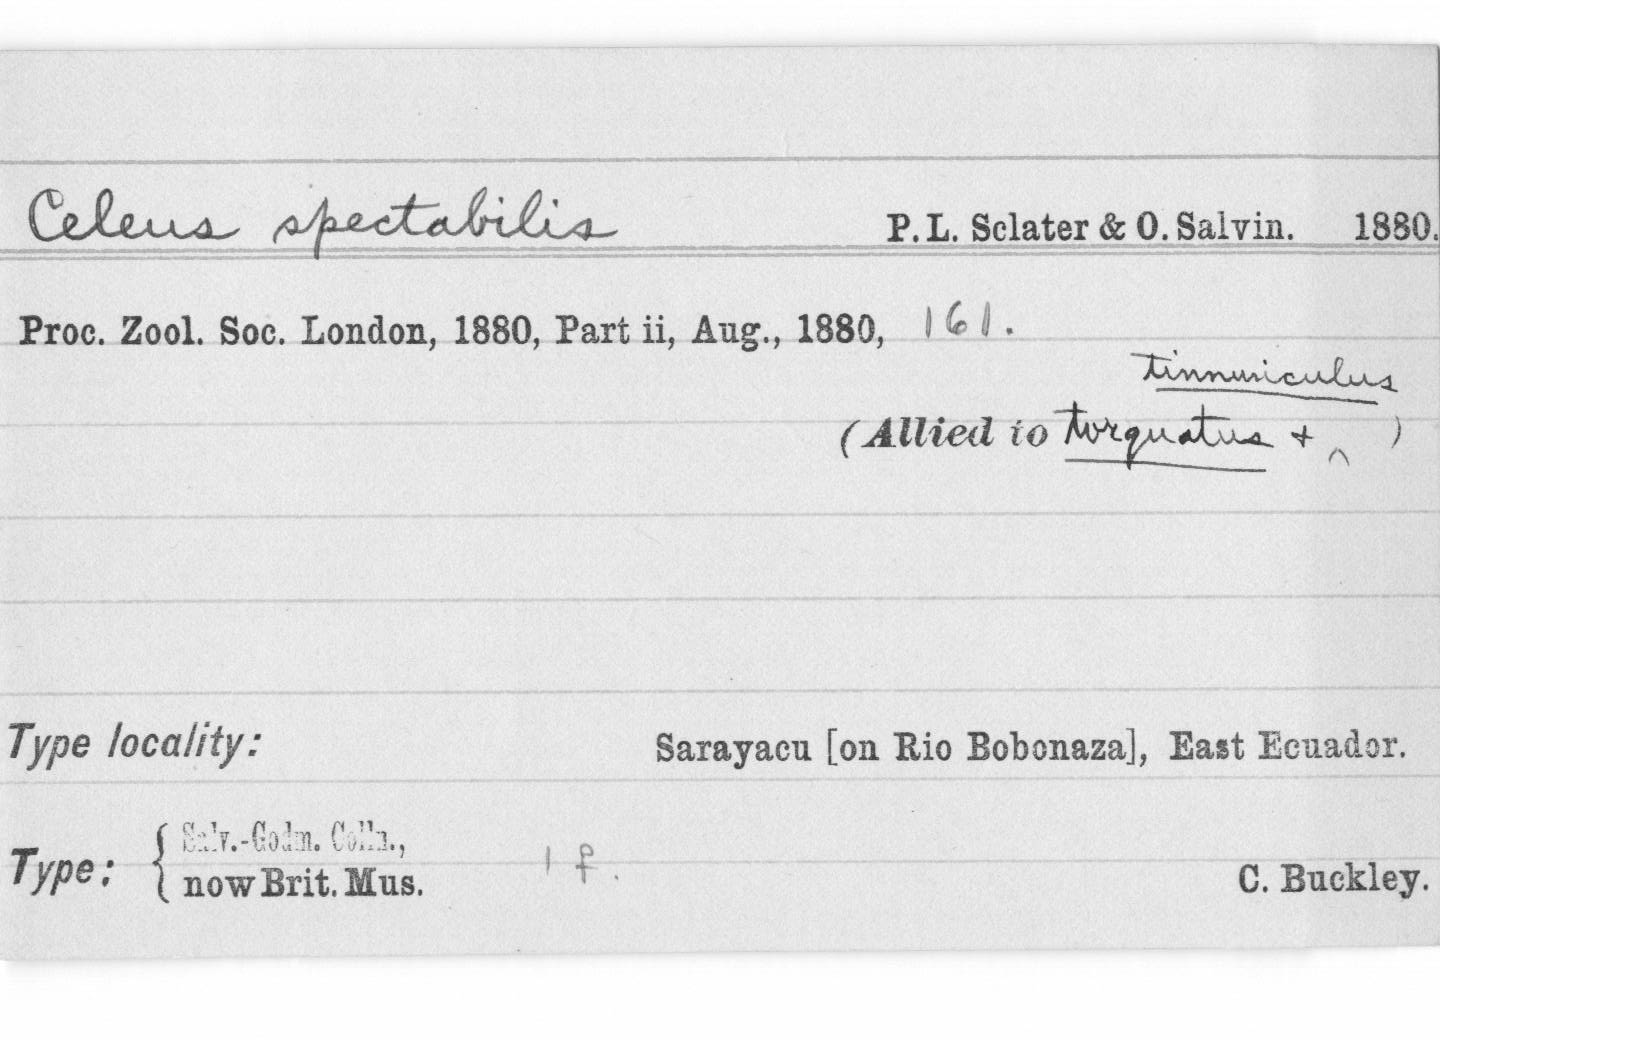 Celeus spectabilis P. L. Sclater & O. Salvin. 1880.
Proc. Zool. Soc. London, 1880, Part ii, Aug., 1880, 161.
tinnunculus
(Allied to torquatus + ^ )
Type locality: Sarayacu [on Rio Bobonaza], East Ecuador.
Salv.-Godm. Colln.,
Type: { now Brit. Mus. 1 f. C. Buckley.